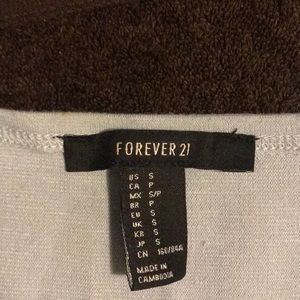 FOREVER 21
US S
CA P
MX S/P
BR P
EU S
UK S
KR S
JP S
CN 160/84A
MADE IN
CAMBODIA